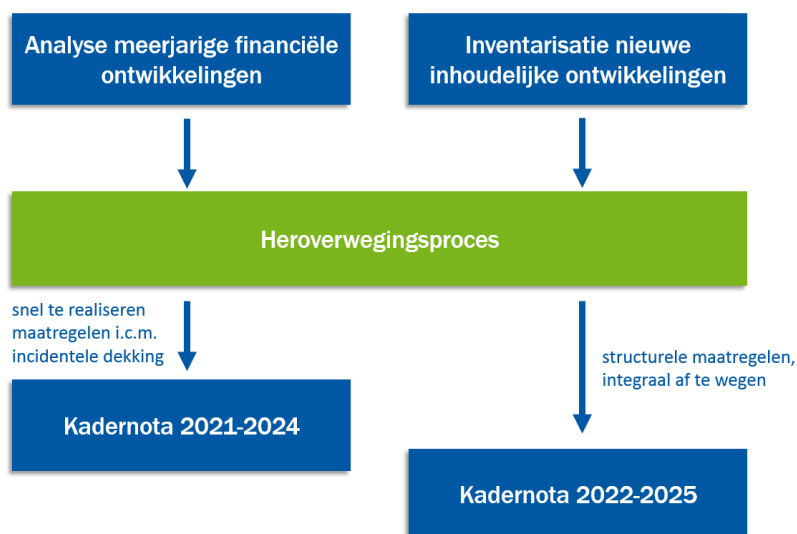 Analyse meerjarige financiële
ontwikkelingen
Inventarisatie nieuwe
inhoudelijke ontwikkelingen
Heroverwegingsproces
snel te realiseren
maatregelen i.c.m.
incidentele dekking
structurele maatregelen,
integraal af te wegen
Kadernota 2021-2024
Kadernota 2022-2025